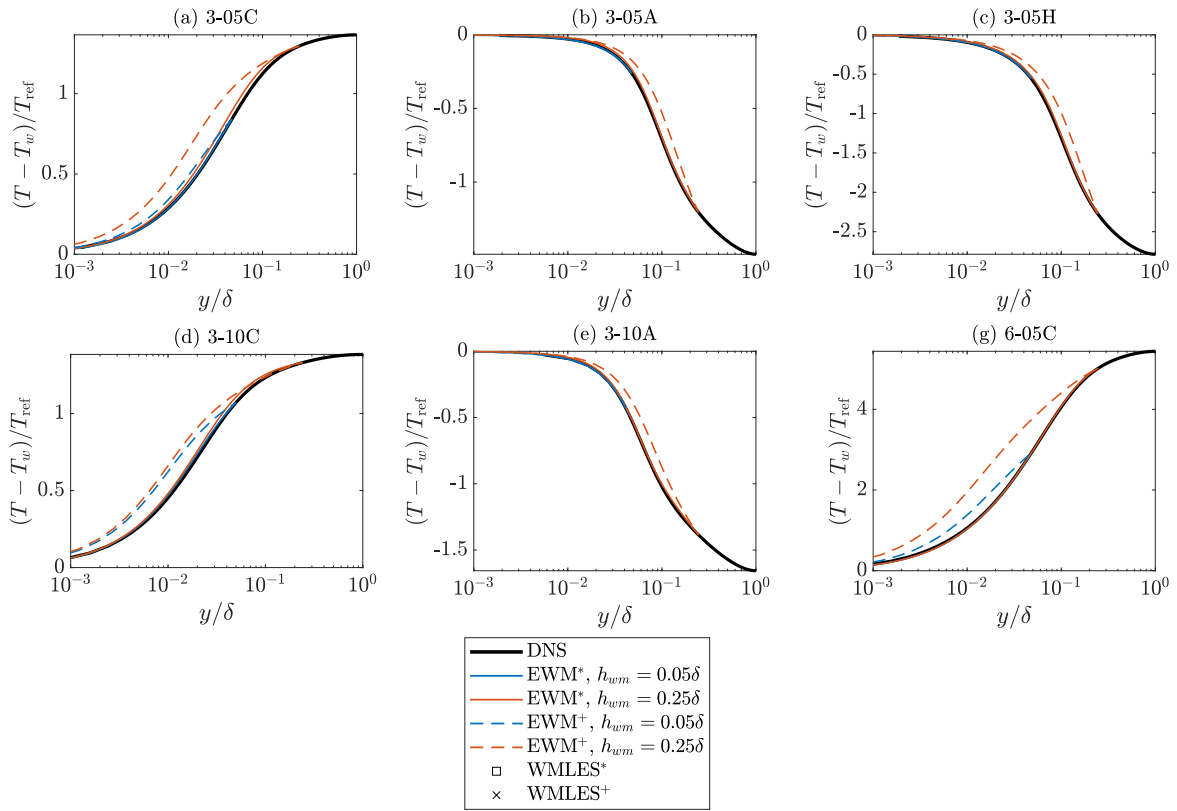 (a) 3-05C
(T − T_w)/T_ref
1
0.5
0
10^-3
10^-2
10^-1
10^0
y/δ
(b) 3-05A
(T − T_w)/T_ref
0
-0.5
-1
10^-3
10^-2
10^-1
10^0
y/δ
(c) 3-05H
(T − T_w)/T_ref
0
-0.5
-1
-1.5
-2
-2.5
10^-3
10^-2
10^-1
10^0
y/δ
(d) 3-10C
(T − T_w)/T_ref
1
0.5
0
10^-3
10^-2
10^-1
10^0
y/δ
(e) 3-10A
(T − T_w)/T_ref
0
-0.5
-1
-1.5
10^-3
10^-2
10^-1
10^0
y/δ
(g) 6-05C
(T − T_w)/T_ref
4
2
0
10^-3
10^-2
10^-1
10^0
y/δ
DNS
EWM*, h_wm = 0.05δ
EWM*, h_wm = 0.25δ
EWM+, h_wm = 0.05δ
EWM+, h_wm = 0.25δ
WMLES*
WMLES+